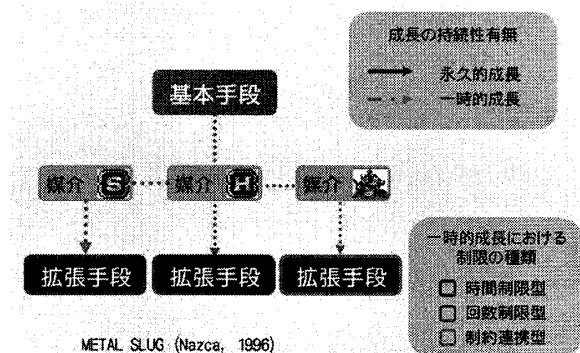 成長の持続性有無
永久的成長
一時的成長
基本手段
媒介 S
媒介 H
媒介
拡張手段
拡張手段
拡張手段
一時的成長における
制限の種類
時間制限型
回数制限型
制約連携型
METAL SLUG (Nazca, 1996)